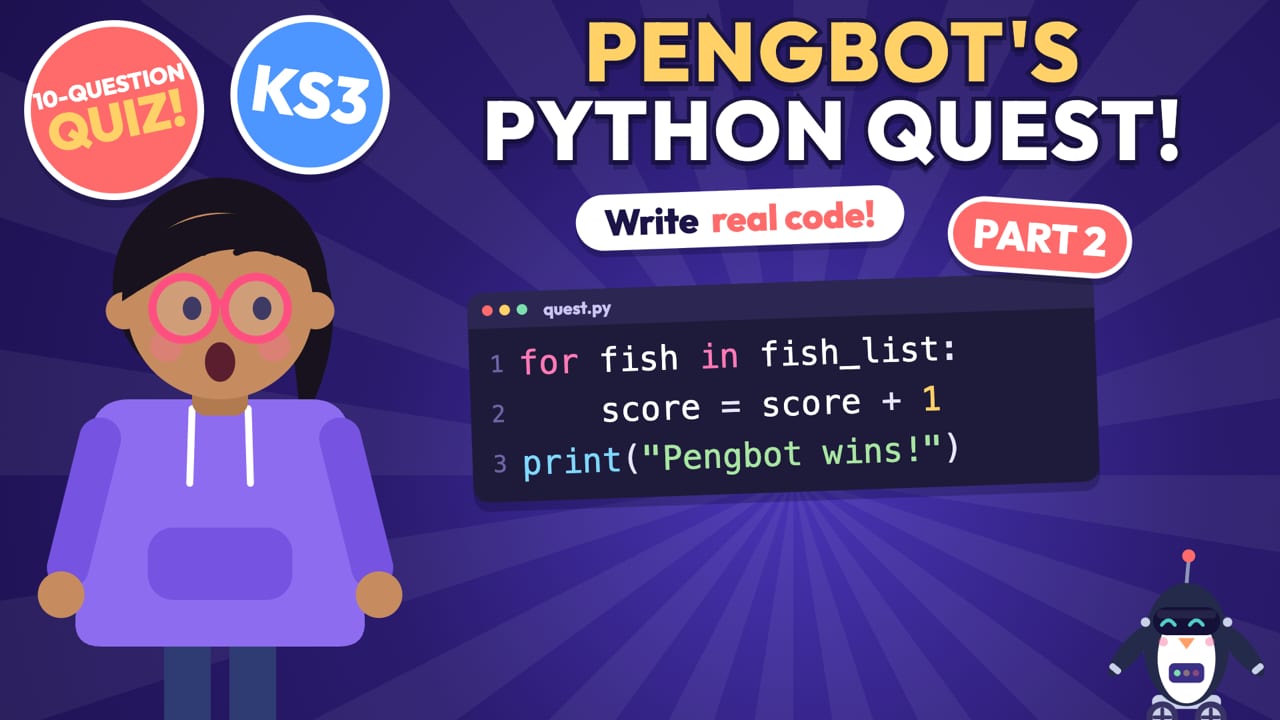 10-QUESTION
QUIZ!
KS3
PENGBOT'S
PYTHON QUEST!
Write real code!
PART 2
quest.py
1 for fish in fish_list:
2     score = score + 1
3 print("Pengbot wins!")